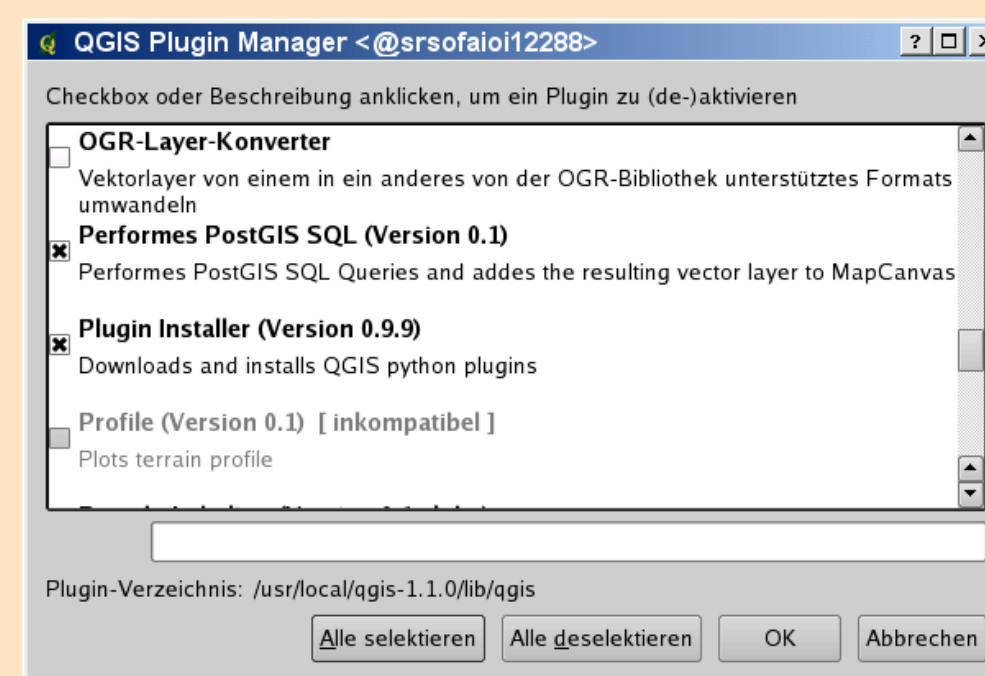 QGIS Plugin Manager <@srsofaioi12288>
Checkbox oder Beschreibung anklicken, um ein Plugin zu (de-)aktivieren
OGR-Layer-Konverter
Vektorlayer von einem in ein anderes von der OGR-Bibliothek unterstütztes Formats
umwandeln
Performes PostGIS SQL (Version 0.1)
Performes PostGIS SQL Queries and addes the resulting vector layer to MapCanvas
Plugin Installer (Version 0.9.9)
Downloads and installs QGIS python plugins
Profile (Version 0.1) [ inkompatibel ]
Plots terrain profile
Plugin-Verzeichnis: /usr/local/qgis-1.1.0/lib/qgis
Alle selektieren Alle deselektieren OK Abbrechen